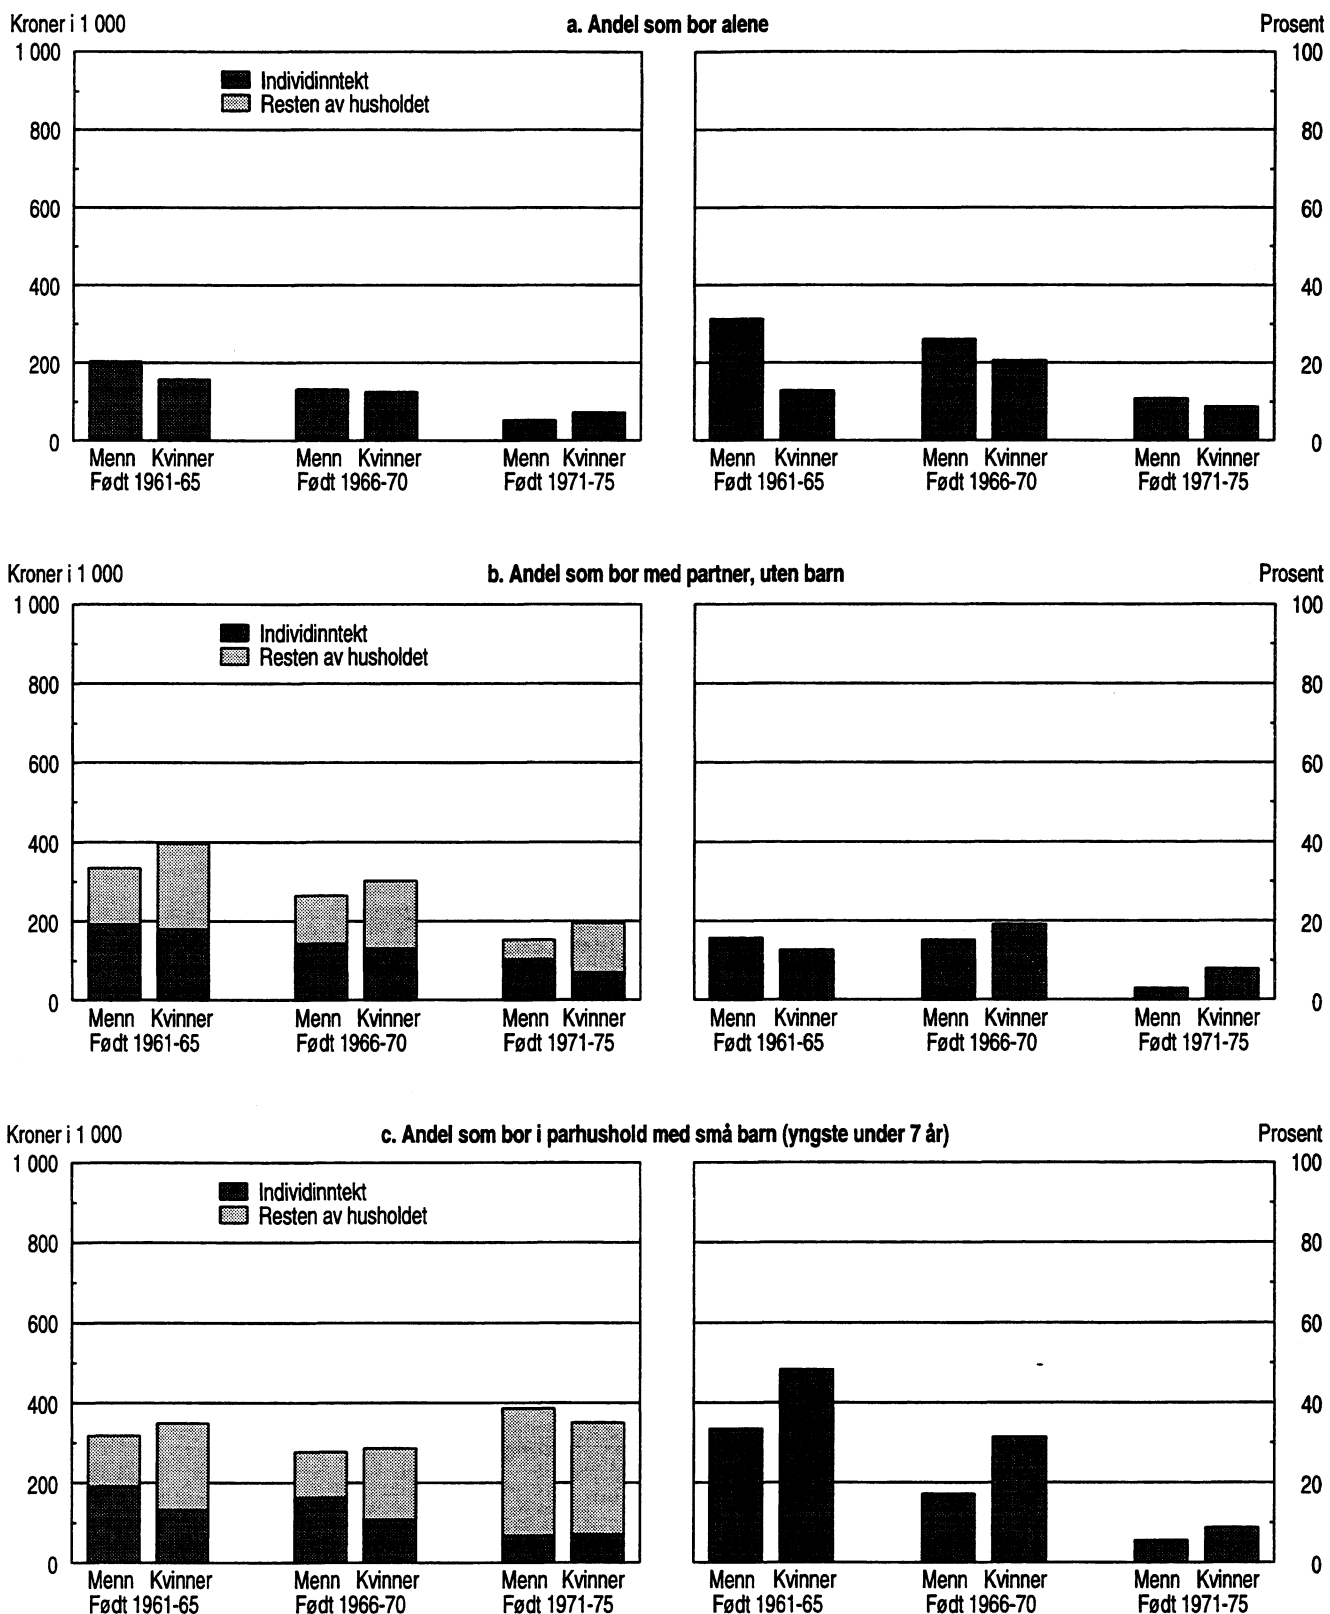 Kroner i 1 000
a. Andel som bor alene
Prosent
1 000
800
600
400
200
0
Individinntekt
Resten av husholdet
100
80
60
40
20
0
Menn Kvinner Menn Kvinner Menn Kvinner
Født 1961-65 Født 1966-70 Født 1971-75
Menn Kvinner Menn Kvinner Menn Kvinner
Født 1961-65 Født 1966-70 Født 1971-75
Kroner i 1 000
b. Andel som bor med partner, uten barn
Prosent
1 000
800
600
400
200
0
Individinntekt
Resten av husholdet
100
80
60
40
20
0
Menn Kvinner Menn Kvinner Menn Kvinner
Født 1961-65 Født 1966-70 Født 1971-75
Menn Kvinner Menn Kvinner Menn Kvinner
Født 1961-65 Født 1966-70 Født 1971-75
Kroner i 1 000
c. Andel som bor i parhushold med små barn (yngste under 7 år)
Prosent
1 000
800
600
400
200
0
Individinntekt
Resten av husholdet
100
80
60
40
20
0
Menn Kvinner Menn Kvinner Menn Kvinner
Født 1961-65 Født 1966-70 Født 1971-75
Menn Kvinner Menn Kvinner Menn Kvinner
Født 1961-65 Født 1966-70 Født 1971-75